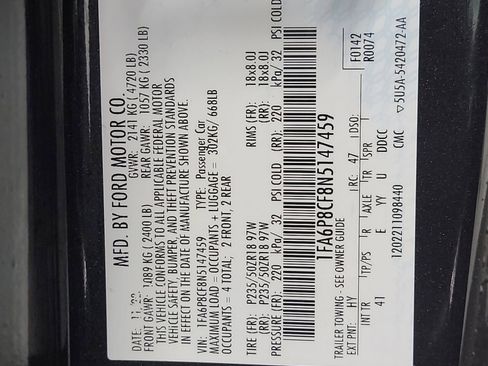 MFD. BY FORD MOTOR CO.
GVWR: 2141 KG ( 4720 LB)
FRONT GAWR: 1089 KG ( 2400 LB)
REAR GAWR: 1057 KG ( 2330 LB)
THIS VEHICLE CONFORMS TO ALL APPLICABLE FEDERAL MOTOR
VEHICLE SAFETY, BUMPER, AND THEFT PREVENTION STANDARDS
IN EFFECT ON THE DATE OF MANUFACTURE SHOWN ABOVE.
VIN: 1FA6P8CF8N5147459 TYPE: Passenger Car
MAXIMUM LOAD = OCCUPANTS + LUGGAGE = 302KG/ 668LB
OCCUPANTS = 4 TOTAL; 2 FRONT, 2 REAR
TIRE (FR): P235/50ZR18 97W RIMS (FR): 18x8.0J
TIRE (RR): P235/50ZR18 97W (RR): 18x8.0J
PRESSURE (FR): 220 kPa/ 32 PSI COLD (RR): 220 kPa/ 32 PSI COLD
1FA6P8CF8N5147459
F0142
R0074
TRAILER TOWING - SEE OWNER GUIDE
EXT PNT: HY RC: 47 DSO:
INT TR TP/PS R AXLE TR SPR
41 I E YY U DDCC
1202211098440 CMC ▽5U5A-5420472-AA